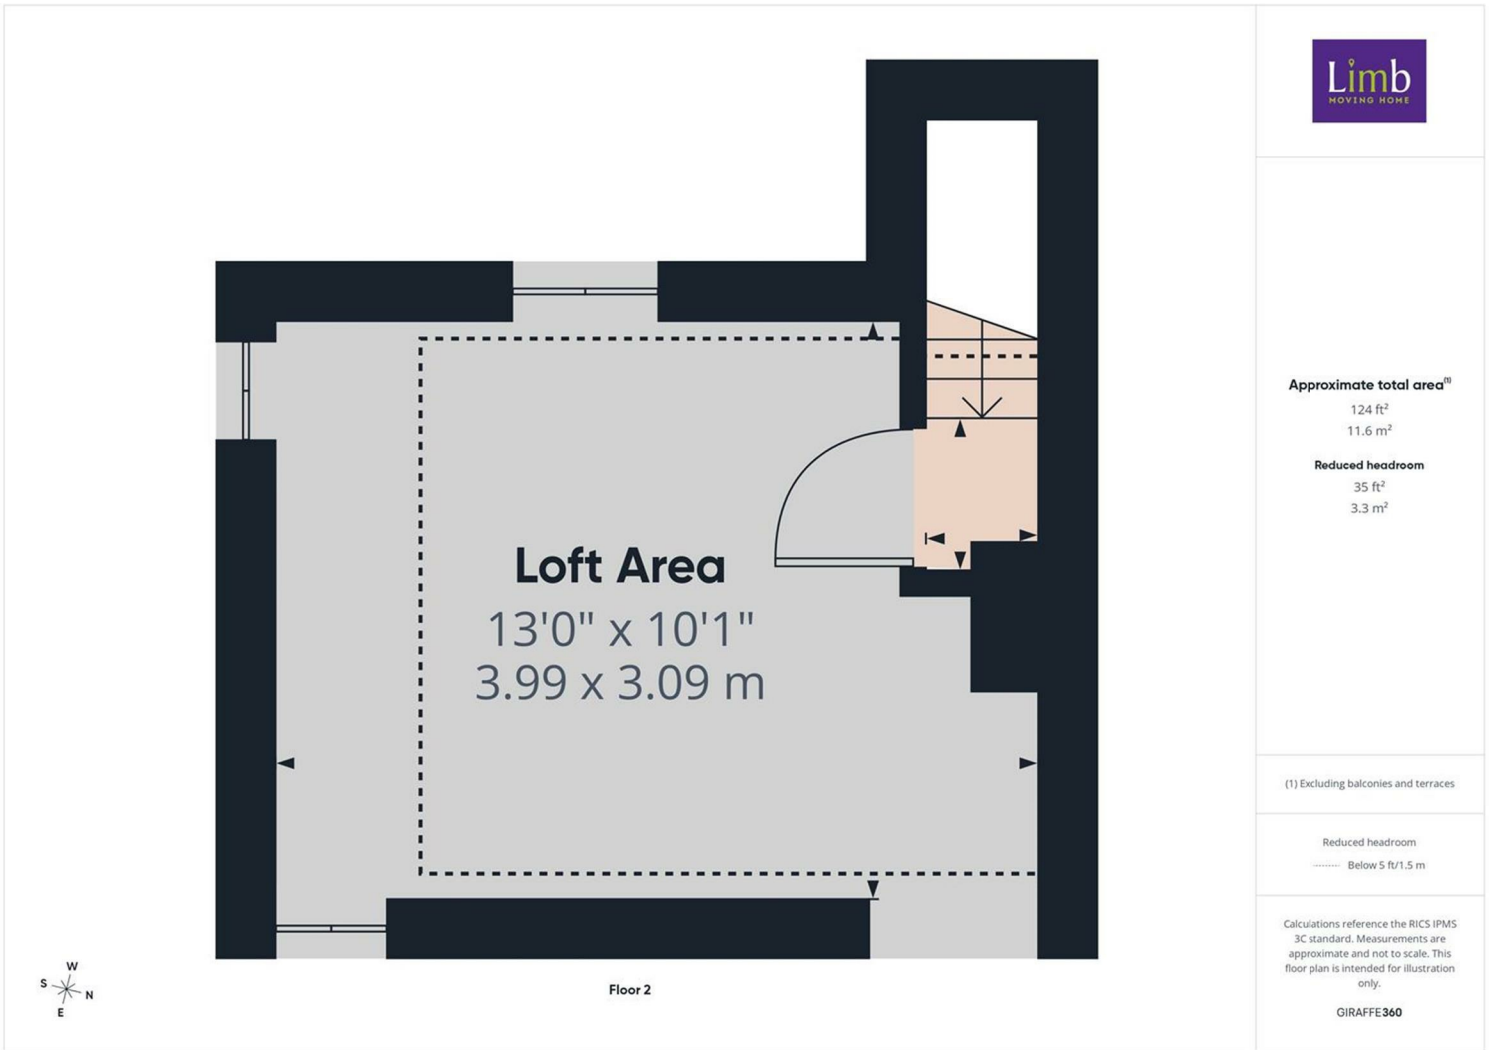 Limb
MOVING HOME
Approximate total area(1)
124 ft²
11.6 m²
Reduced headroom
35 ft²
3.3 m²
Loft Area
13'0" x 10'1"
3.99 x 3.09 m
(1) Excluding balconies and terraces
Reduced headroom
Below 5 ft/1.5 m
Calculations reference the RICS IPMS
3C standard. Measurements are
approximate and not to scale. This
floor plan is intended for illustration
only.
GIRAFFE360
W
S
N
E
Floor 2